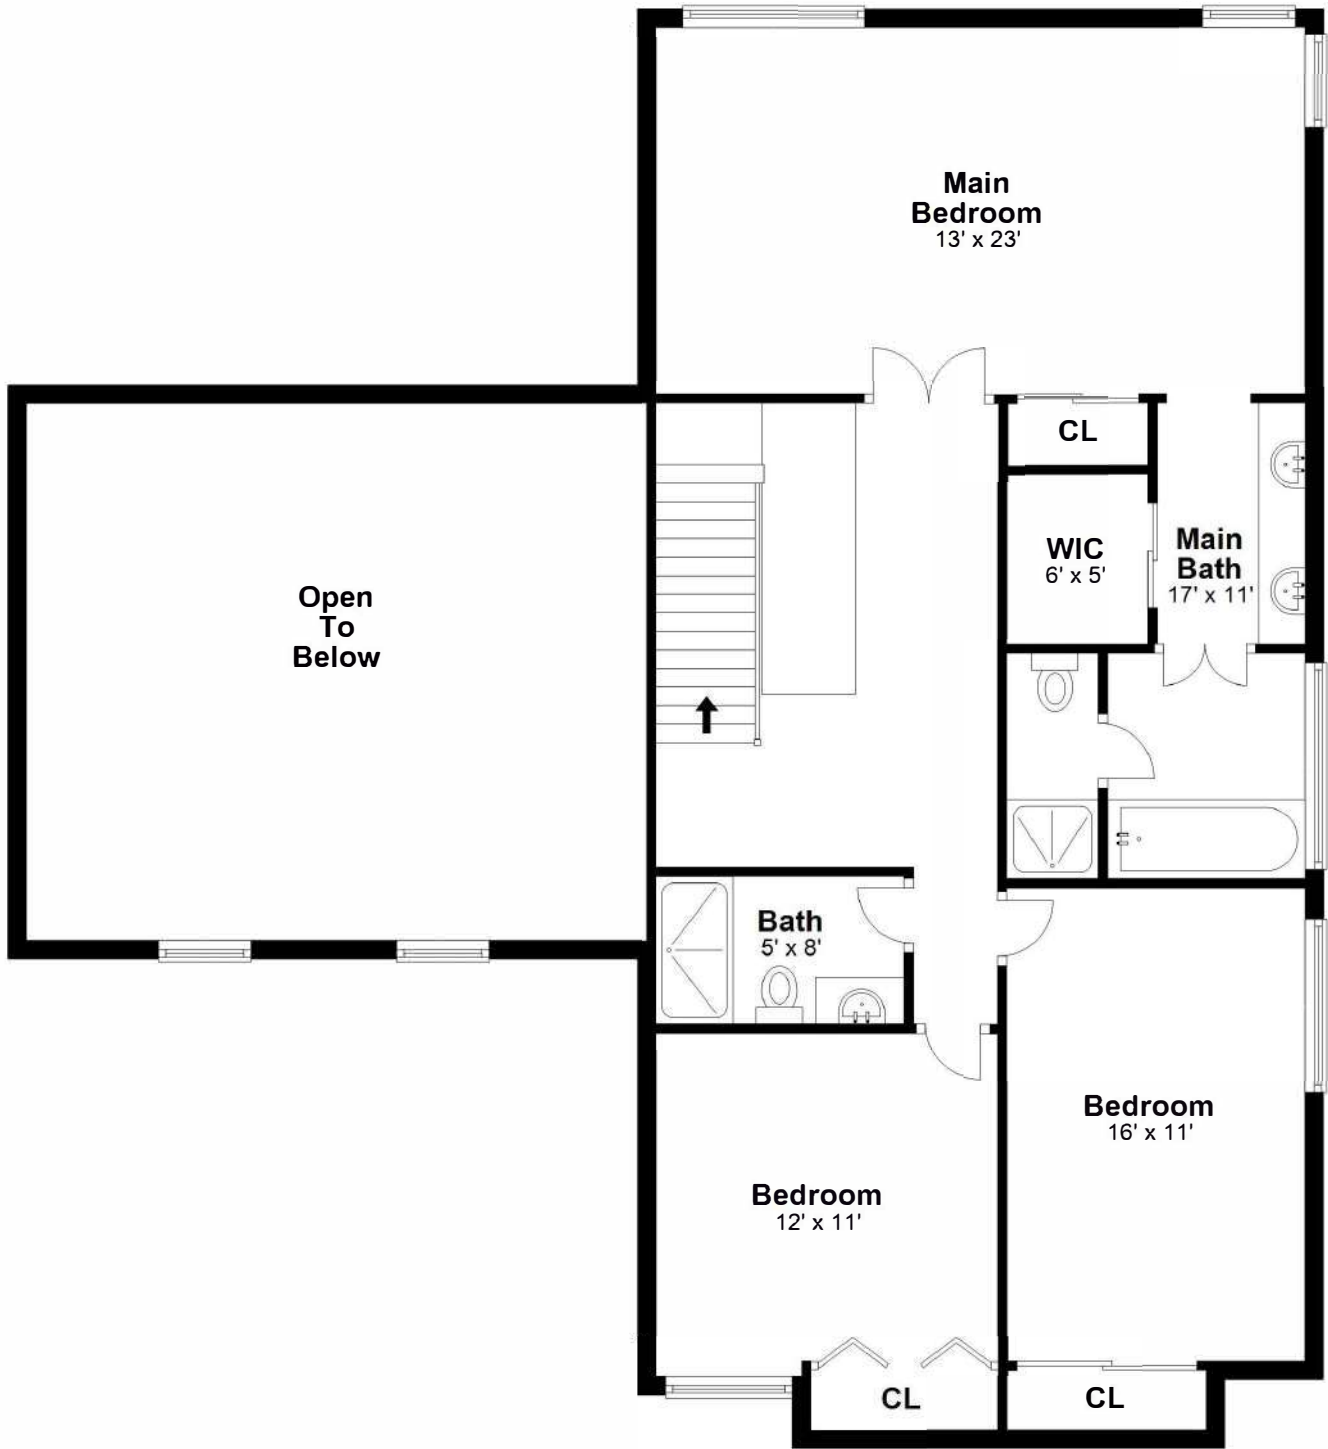 Main
Bedroom
13' x 23'
CL
WIC
6' x 5'
Main
Bath
17' x 11'
Open
To
Below
Bath
5' x 8'
Bedroom
16' x 11'
Bedroom
12' x 11'
CL
CL